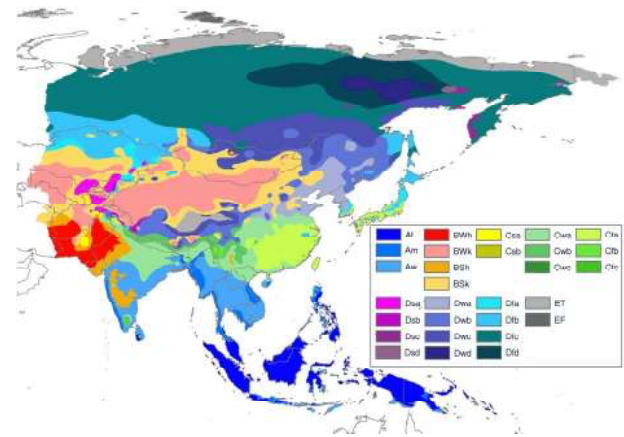 Af BWh Csa Cwa Cfa
Am BWk Csb Cwb Cfb
Aw BSh Cwc Cfc
BSk
Dsa Dwa Dfa ET
Dsb Dwb Dfb EF
Dsc Dwc Dfc
Dsd Dwd Dfd